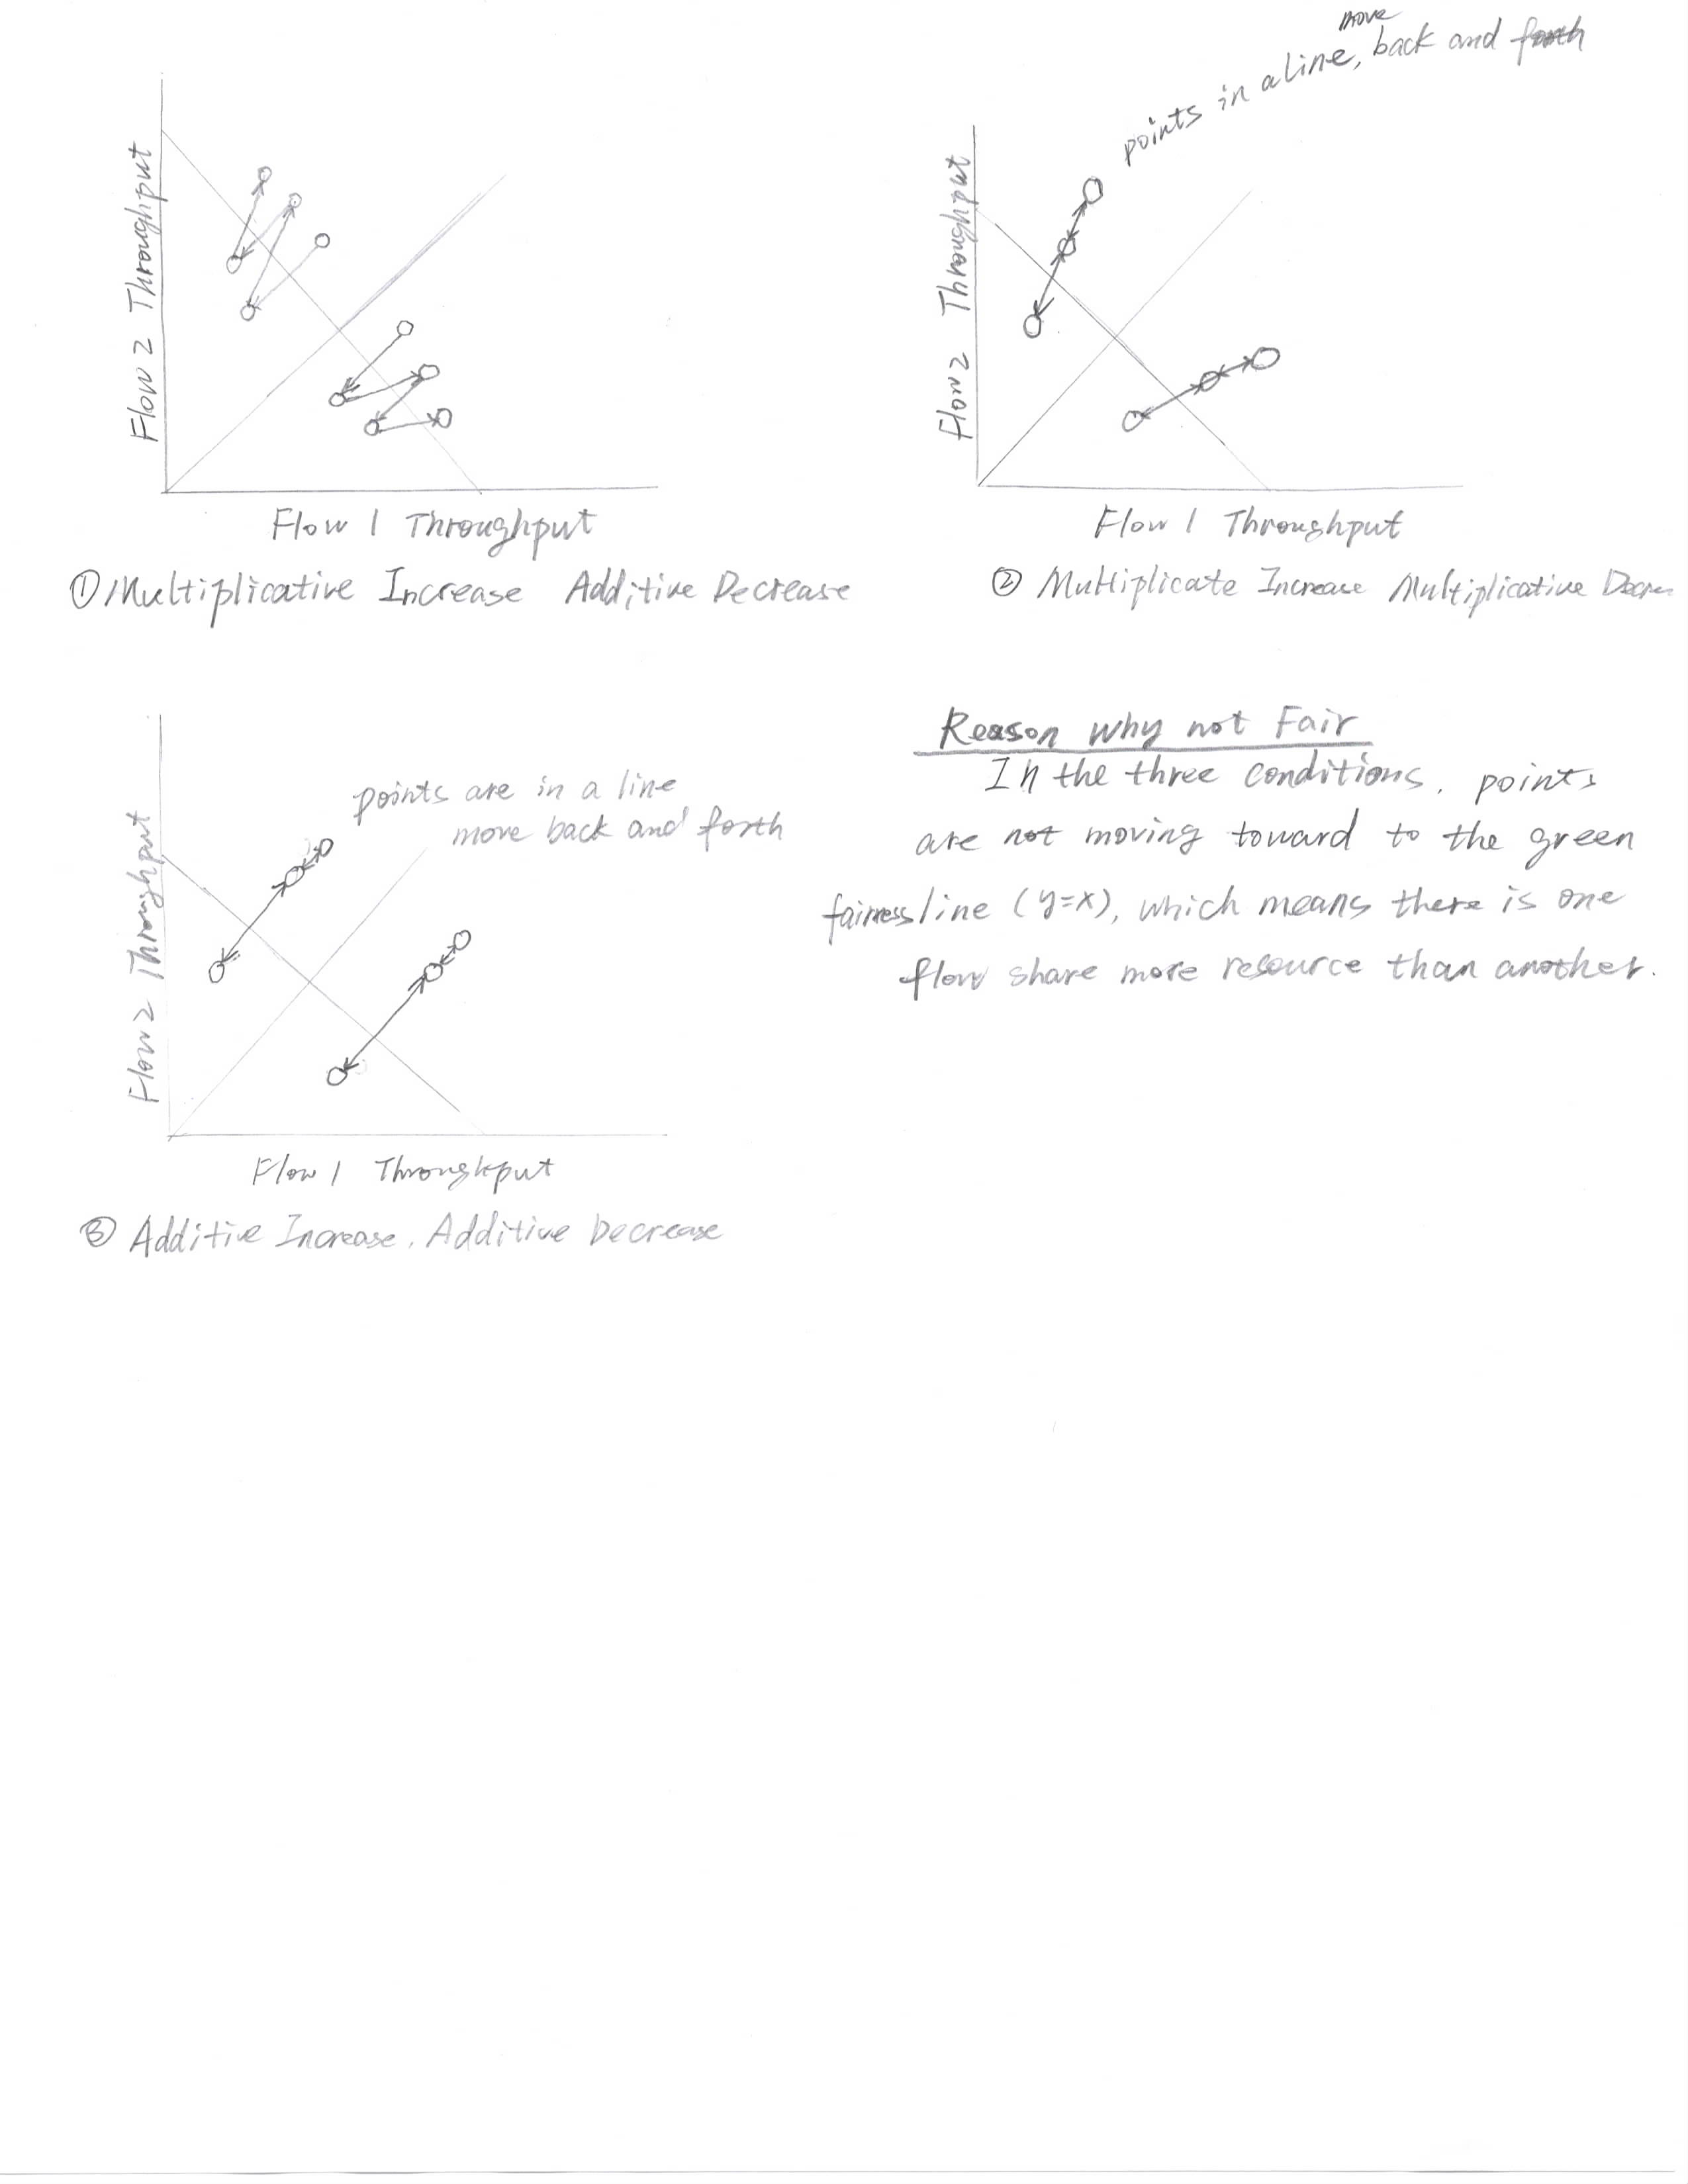 move
points in a line, back and forth
Flow 2 Throughput
Flow 1 Throughput
① Multiplicative Increase Additive Decrease
Flow 2 Throughput
Flow 1 Throughput
② Multiplicate Increase Multiplicative Decre
points are in a line
move back and forth
Flow 2 Throughput
Flow 1 Throughput
③ Additive Increase. Additive Decrease
Reason why not Fair
In the three conditions, points
are not moving toward to the green
fairness line (y=x), which means there is one
flow share more resource than another.